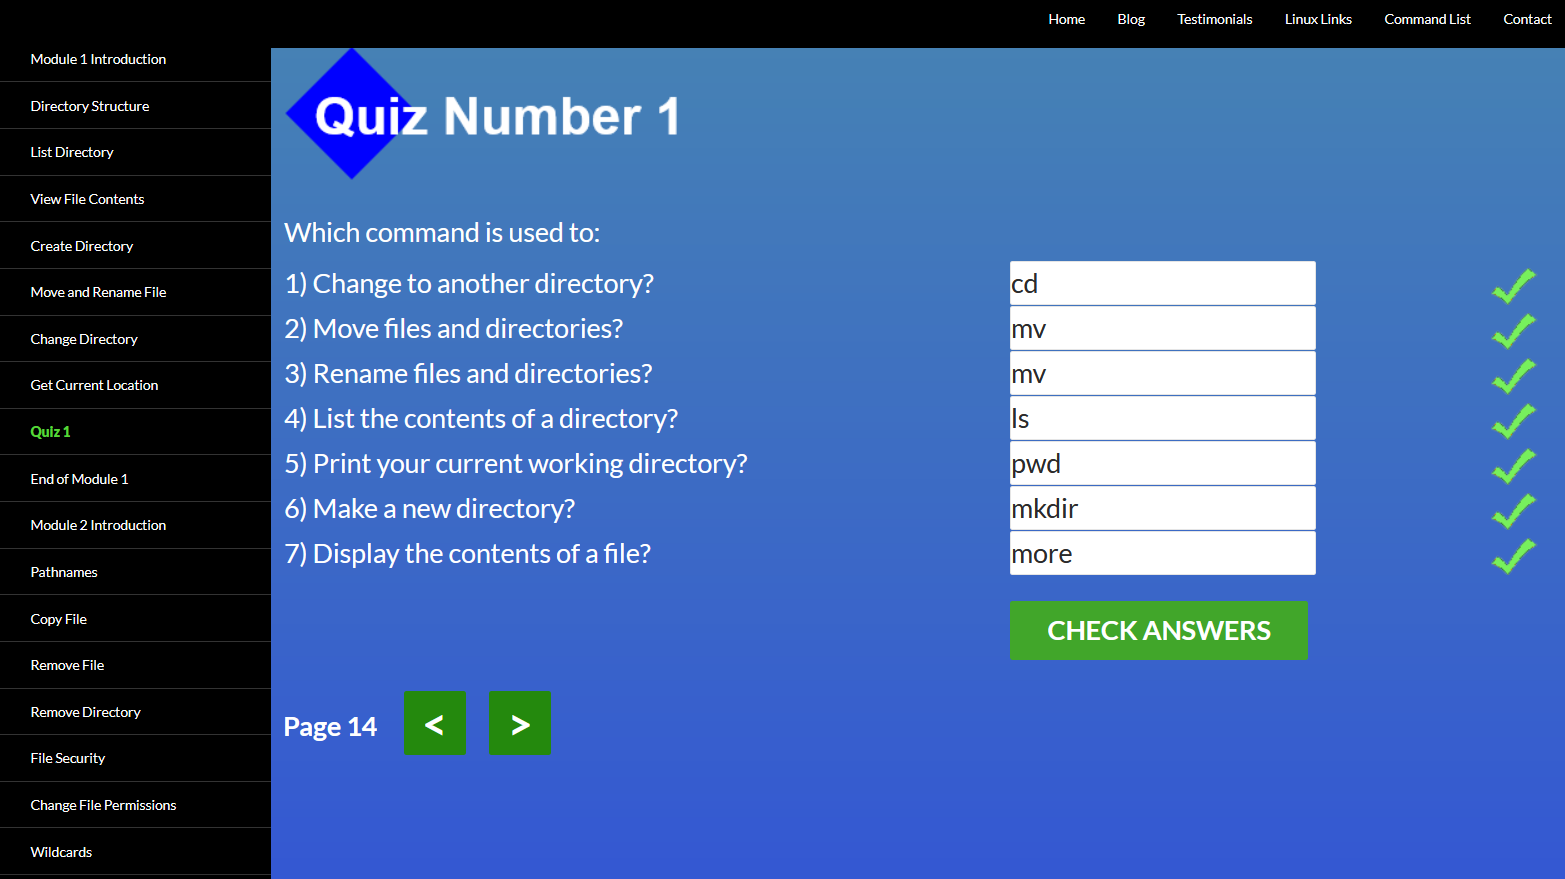 Home Blog Testimonials Linux Links Command List Contact
Module 1 Introduction
Directory Structure
List Directory
View File Contents
Create Directory
Move and Rename File
Change Directory
Get Current Location
Quiz 1
End of Module 1
Module 2 Introduction
Pathnames
Copy File
Remove File
Remove Directory
File Security
Change File Permissions
Wildcards
Quiz Number 1
Which command is used to:
1) Change to another directory? cd
2) Move files and directories? mv
3) Rename files and directories? mv
4) List the contents of a directory? ls
5) Print your current working directory? pwd
6) Make a new directory? mkdir
7) Display the contents of a file? more
CHECK ANSWERS
Page 14 < >